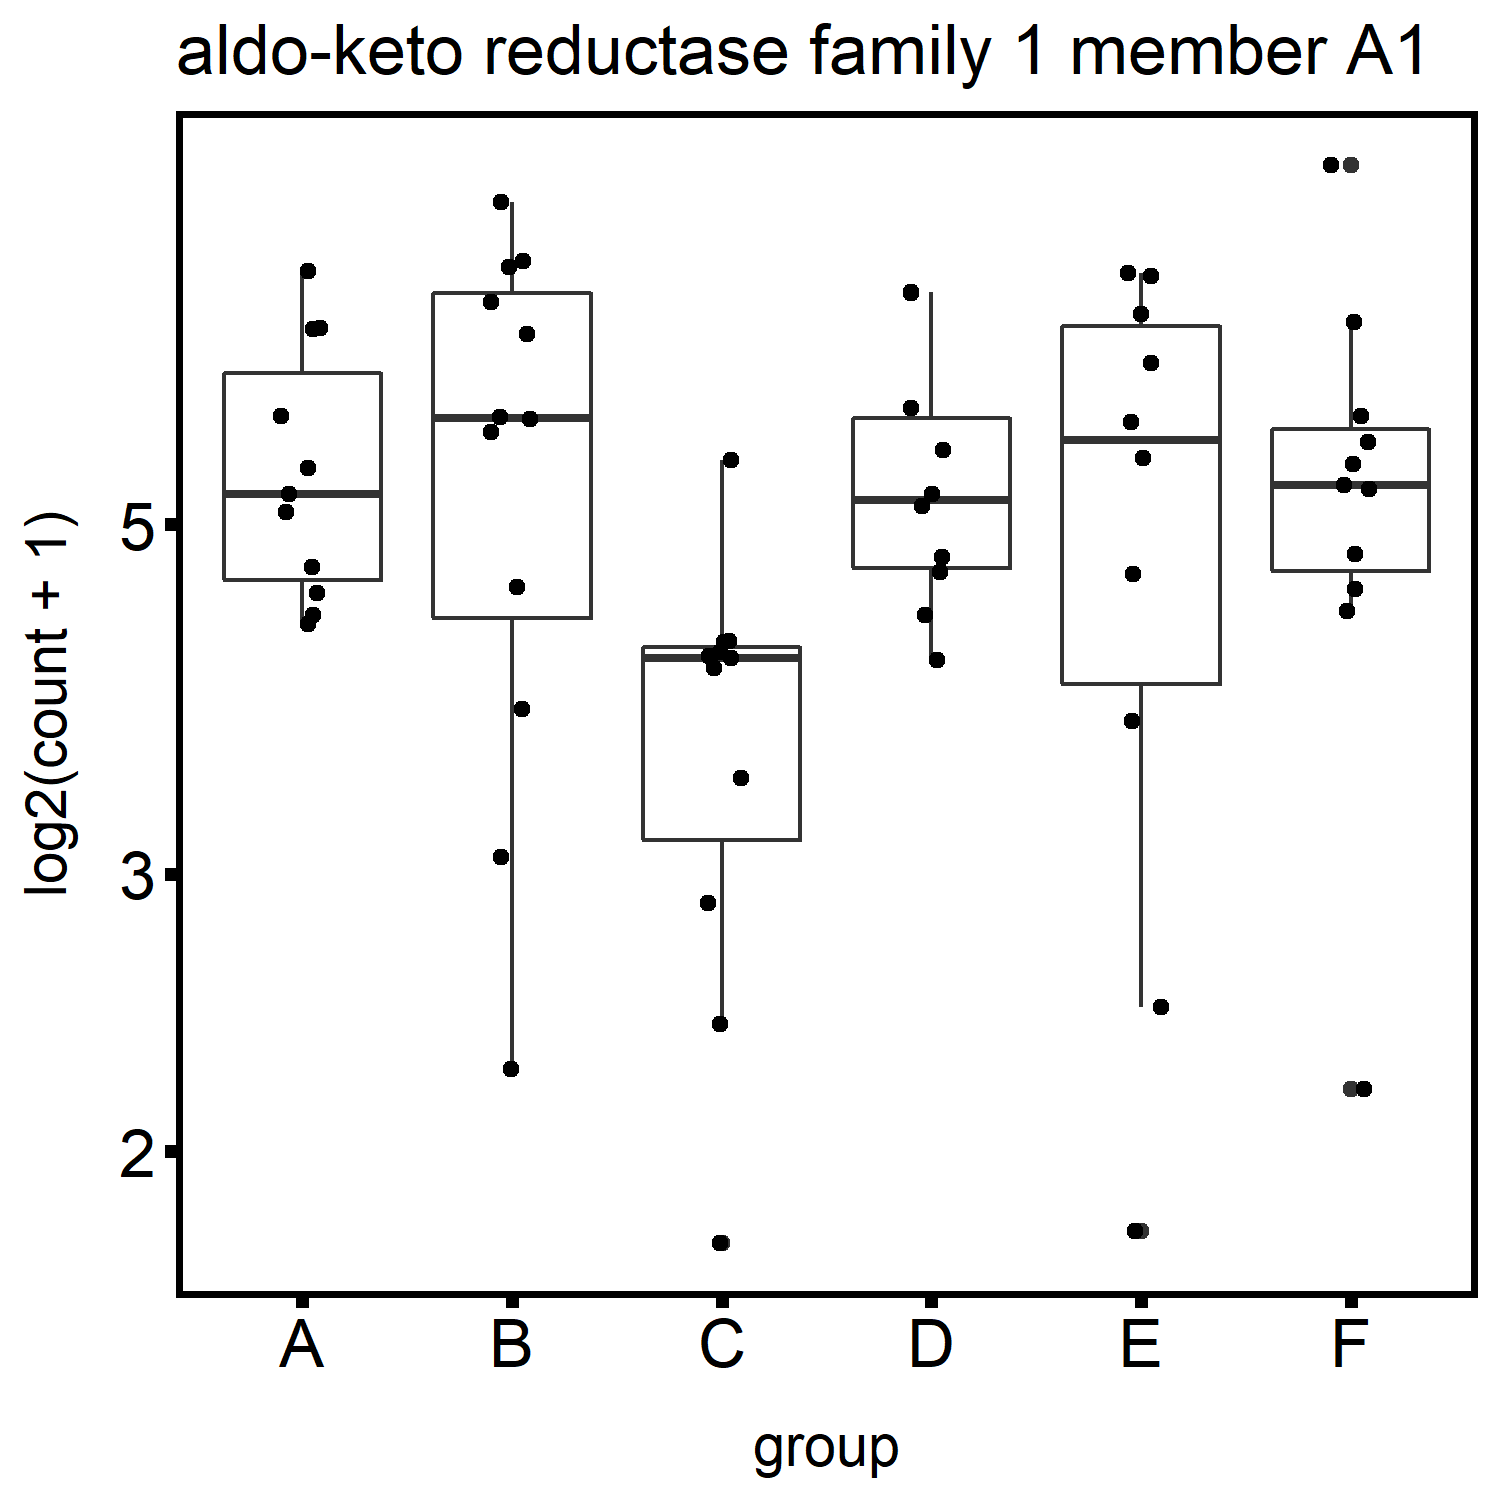 aldo-keto reductase family 1 member A1
log2(count + 1)
5
3
2
A B C D E F
group